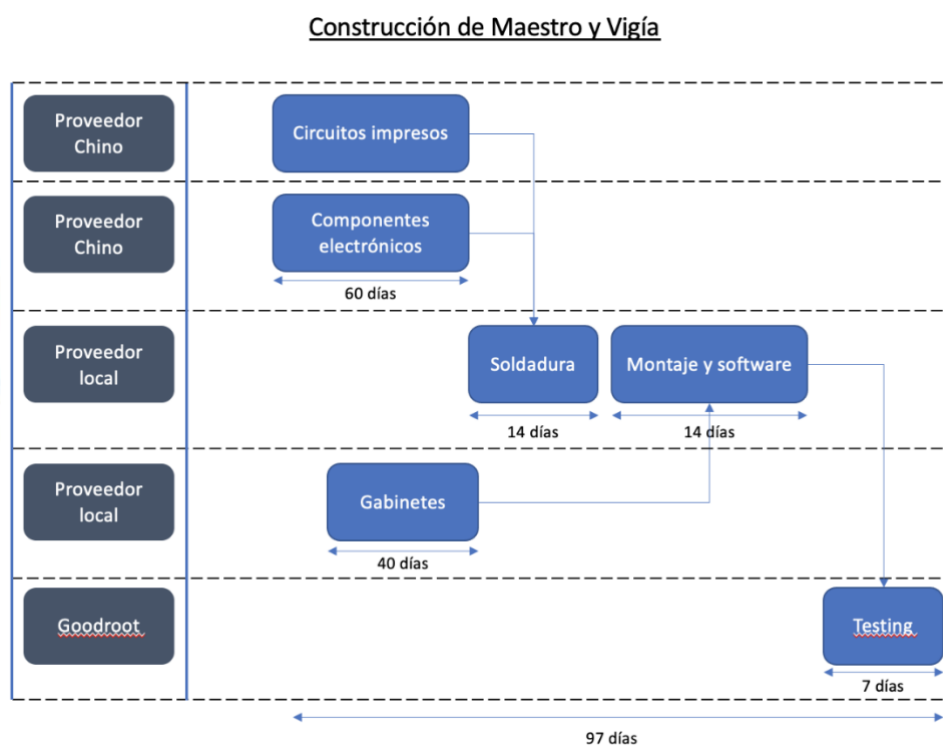 Construcción de Maestro y Vigía
Proveedor
Chino
Circuitos impresos
Proveedor
Chino
Componentes
electrónicos
60 días
Proveedor
local
Soldadura
Montaje y software
14 días
14 días
Proveedor
local
Gabinetes
40 días
Goodroot
Testing
7 días
97 días